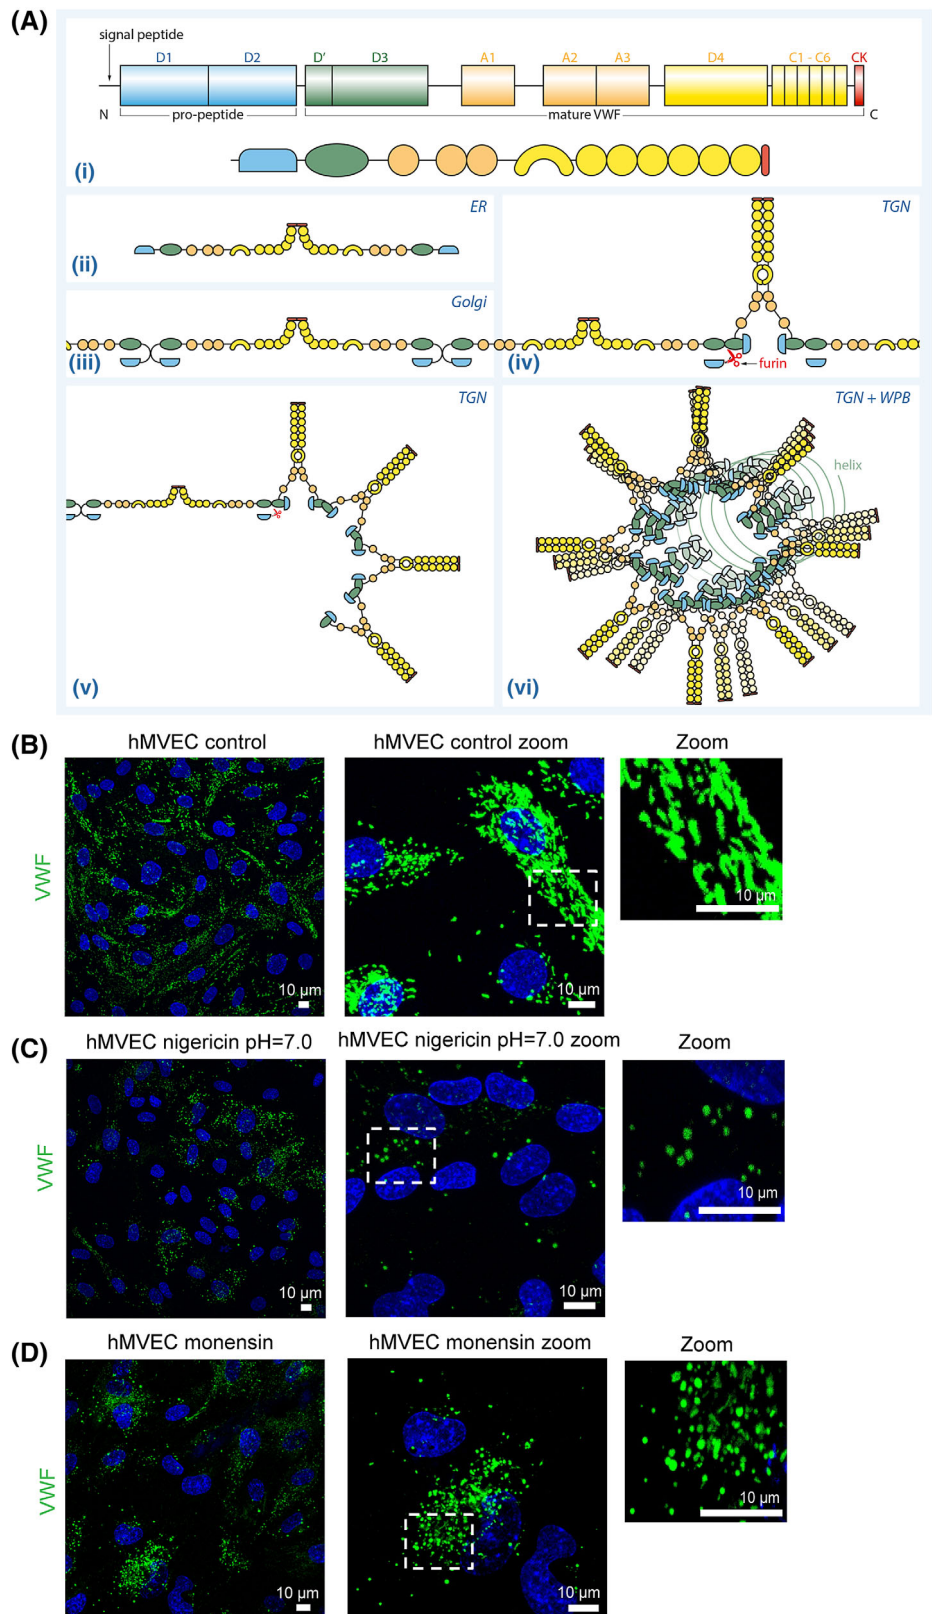 (A)
signal peptide
D1 D2 D' D3 A1 A2 A3 D4 C1 - C6 CK
N pro-peptide mature VWF C
(i)
ER
(ii)
Golgi
(iii)
TGN
furin
(iv)
TGN
(v)
TGN + WPB
helix
(vi)
(B)
hMVEC control hMVEC control zoom Zoom
VWF
10 µm 10 µm 10 µm
(C)
hMVEC nigericin pH=7.0 hMVEC nigericin pH=7.0 zoom Zoom
VWF
10 µm 10 µm 10 µm
(D)
hMVEC monensin hMVEC monensin zoom Zoom
VWF
10 µm 10 µm 10 µm